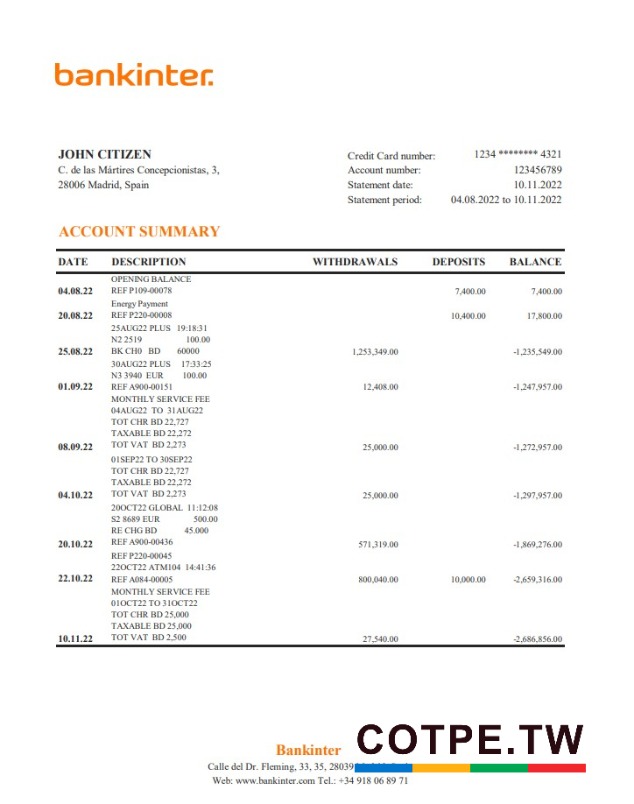 bankinter.
JOHN CITIZEN
C. de las Mártires Concepcionistas, 3,
28006 Madrid, Spain
Credit Card number: 1234 ******** 4321
Account number: 123456789
Statement date: 10.11.2022
Statement period: 04.08.2022 to 10.11.2022
ACCOUNT SUMMARY
DATE DESCRIPTION WITHDRAWALS DEPOSITS BALANCE
OPENING BALANCE
04.08.22 REF P109-00078 7,400.00 7,400.00
Energy Payment
20.08.22 REF P220-00008 10,400.00 17,800.00
25AUG22 PLUS 19:18:31
N2 2519 100.00
25.08.22 BK CH0 BD 60000 1,253,349.00 -1,235,549.00
30AUG22 PLUS 17:33:25
N3 3940 EUR 100.00
01.09.22 REF A900-00151 12,408.00 -1,247,957.00
MONTHLY SERVICE FEE
04AUG22 TO 31AUG22
TOT CHR BD 22,727
TAXABLE BD 22,272
08.09.22 TOT VAT BD 2,273 25,000.00 -1,272,957.00
01SEP22 TO 30SEP22
TOT CHR BD 22,727
TAXABLE BD 22,272
04.10.22 TOT VAT BD 2,273 25,000.00 -1,297,957.00
20OCT22 GLOBAL 11:12:08
S2 8689 EUR 500.00
RE CHG BD 45.000
20.10.22 REF A900-00436 571,319.00 -1,869,276.00
REF P220-00045
22OCT22 ATM104 14:41:36
22.10.22 REF A084-00005 800,040.00 10,000.00 -2,659,316.00
MONTHLY SERVICE FEE
01OCT22 TO 31OCT22
TOT CHR BD 25,000
TAXABLE BD 25,000
10.11.22 TOT VAT BD 2,500 27,540.00 -2,686,856.00
Bankinter
COTPE.TW
Calle del Dr. Fleming, 33, 35, 28039
Web: www.bankinter.com Tel.: +34 918 06 89 71